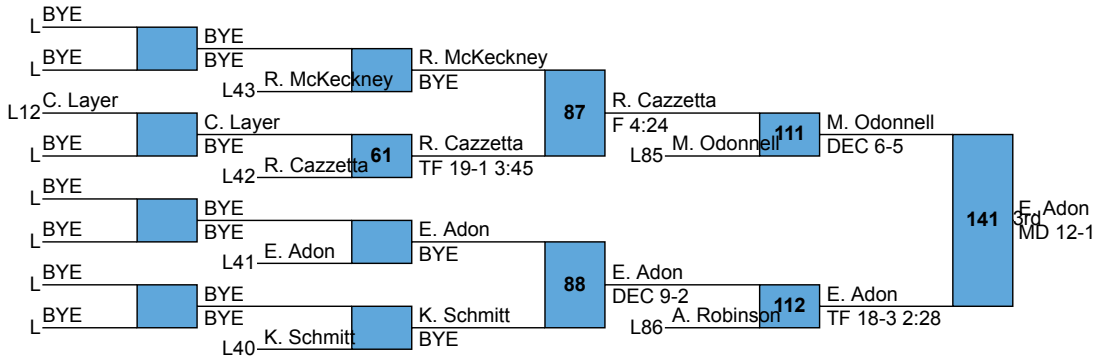 L BYE
BYE
BYE
L BYE
L43 R. McKeckney
R. McKeckney
BYE
L12 C. Layer
C. Layer
BYE
L BYE
L42 R. Cazzetta
61
R. Cazzetta
TF 19-1 3:45
87
R. Cazzetta
F 4:24
L85 M. Odonnell
111
M. Odonnell
DEC 6-5
L BYE
BYE
BYE
L BYE
L41 E. Adon
E. Adon
BYE
L BYE
BYE
BYE
L BYE
L40 K. Schmitt
K. Schmitt
BYE
88
E. Adon
DEC 9-2
L86 A. Robinson
112
E. Adon
TF 18-3 2:28
141
3rd
E. Adon
MD 12-1